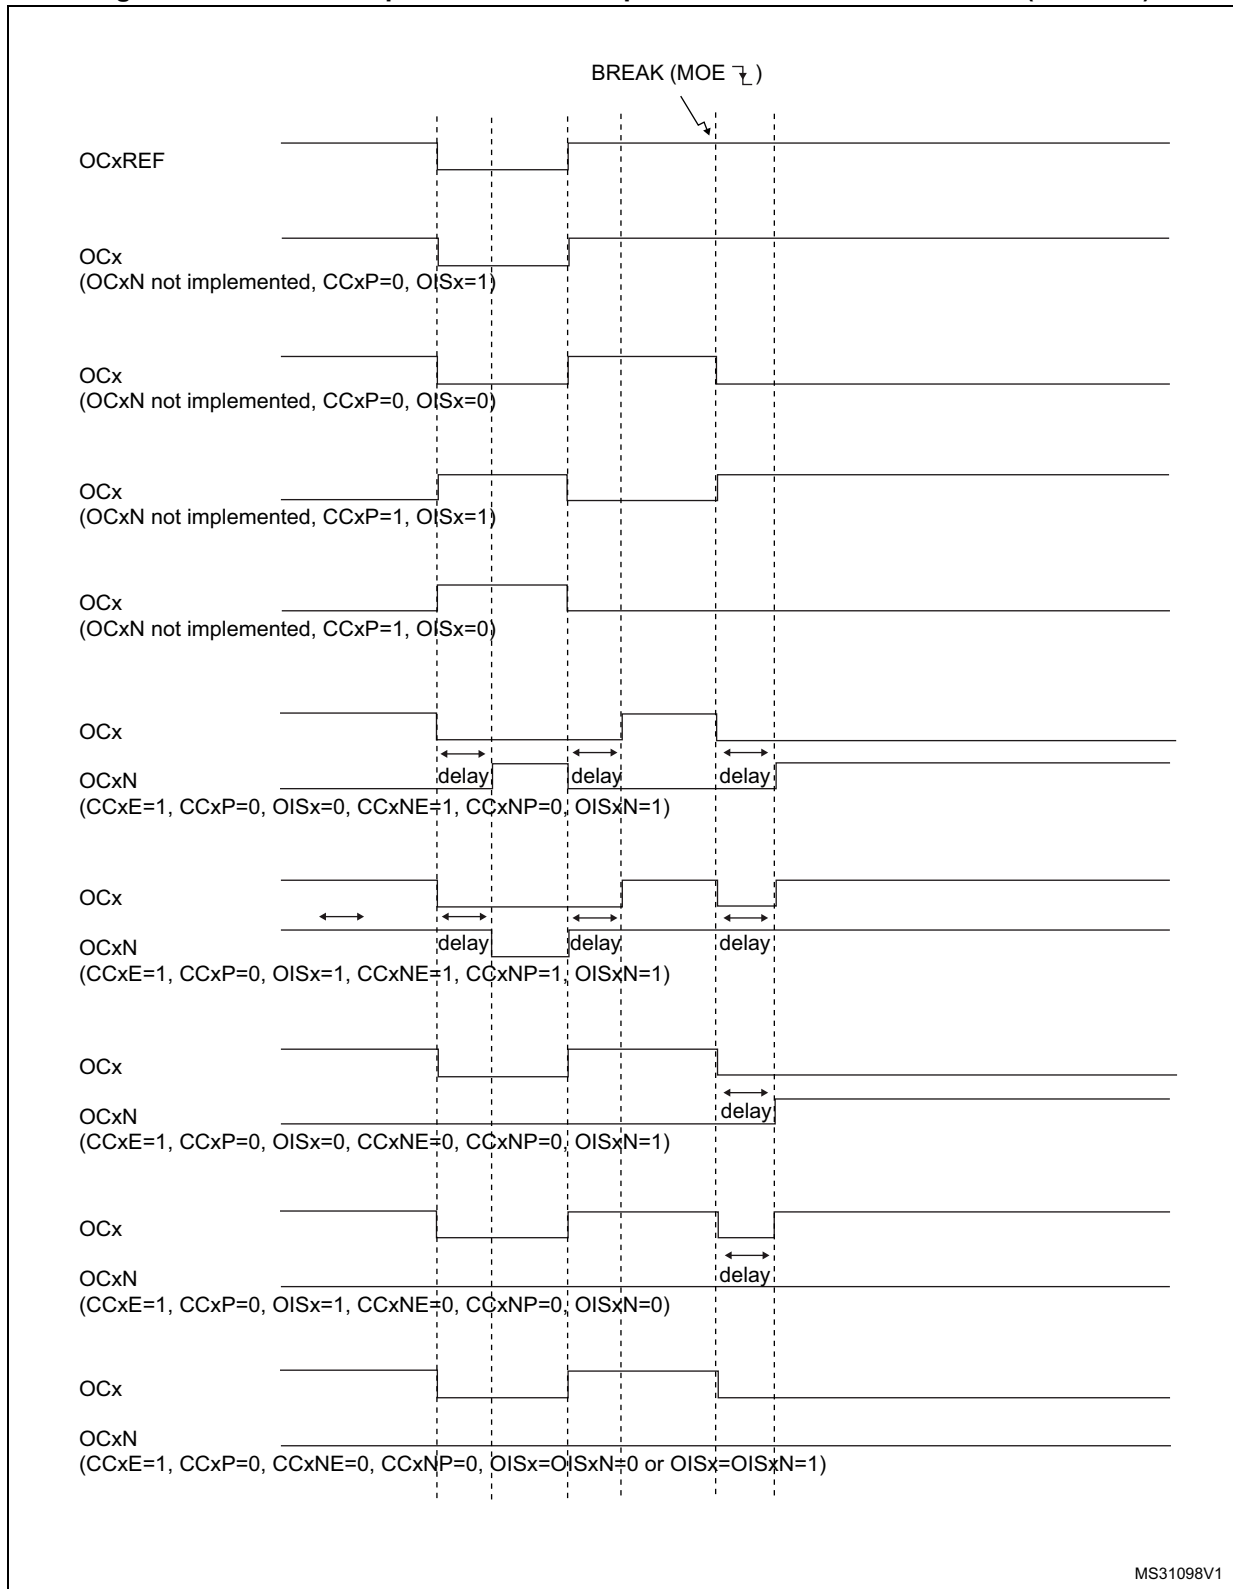 BREAK (MOE )
OCxREF
OCx
(OCxN not implemented, CCxP=0, OISx=1)
OCx
(OCxN not implemented, CCxP=0, OISx=0)
OCx
(OCxN not implemented, CCxP=1, OISx=1)
OCx
(OCxN not implemented, CCxP=1, OISx=0)
OCx
delay delay delay
OCxN
(CCxE=1, CCxP=0, OISx=0, CCxNE=1, CCxNP=0, OISxN=1)
OCx
delay delay delay
OCxN
(CCxE=1, CCxP=0, OISx=1, CCxNE=1, CCxNP=1, OISxN=1)
OCx
delay
OCxN
(CCxE=1, CCxP=0, OISx=0, CCxNE=0, CCxNP=0, OISxN=1)
OCx
delay
OCxN
(CCxE=1, CCxP=0, OISx=1, CCxNE=0, CCxNP=0, OISxN=0)
OCx
OCxN
(CCxE=1, CCxP=0, CCxNE=0, CCxNP=0, OISx=OISxN=0 or OISx=OISxN=1)
MS31098V1